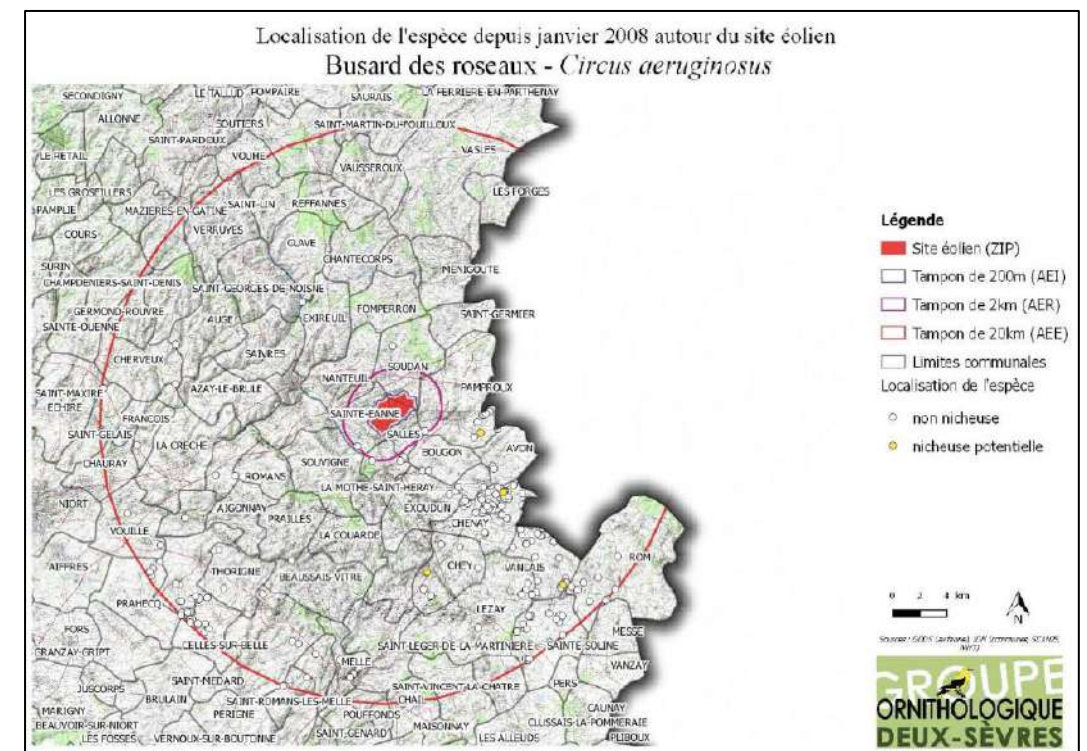 Localisation de l'espèce depuis janvier 2008 autour du site éolien
Busard des roseaux - Circus aeruginosus
SECONDIGNY
LE TALLUD
POMPAIRE
SAURAIS
LA FERRIERE-EN-PARTHENAY
ALLONNE
SOUTIERS
SAINT-MARTIN-DU-FOUILLOUX
SAINT-PARDOUX
LE RETAIL
VOUHE
VASLES
VAUSSEROUX
LES GROSEILLERS
LES FORGES
PAMPLIE
MAZIERES-EN-GATINE
SAINT-LIN
REFFANNES
COURS
VERRUYES
CLAVE
CHANTECORPS
SURIN
MENIGOUTE
CHAMPDENIERS-SAINT-DENIS
SAINT-GEORGES-DE-NOISNE
GERMOND-ROUVRE
FOMPERRON
SAINT-GERMIER
SAINTE-OUENNE
AUGE
EXIREUIL
CHERVEUX
SAIVRES
SOUDAN
NANTEUIL
PAMPROUX
SAINT-MAXIRE
AZAY-LE-BRULE
ECHIRE
SAINTE-EANNE
FRANCOIS
SAINT-GELAIS
SALLES
LA CRECHE
BOUGON
AVON
CHAURAY
SOUVIGNE
ROMANS
LA MOTHE-SAINT-HERAY
NIORT
AIGONNAY
EXOUDUN
PRAILLES
CHENAY
VOUILLE
LA COUARDE
ROM
AIFFRES
THORIGNE
CHEY
VANCAIS
BEAUSSAIS-VITRE
PRAHECQ
LEZAY
FORS
MESSE
CELLES-SUR-BELLE
SAINT-LEGER-DE-LA-MARTINIERE
SAINTE-SOLINE
GRANZAY-GRIPT
MELLE
VANZAY
SAINT-MEDARD
SAINT-VINCENT-LA-CHATRE
PERS
JUSCORPS
BRULAIN
SAINT-ROMANS-LES-MELLE
CHAIL
CAUNAY
MARIGNY
PERIGNE
POUFFONDS
CLUSSAIS-LA-POMMERAIE
BEAUVOIR-SUR-NIORT
MAISONNAY
SAINT-GENARD
LES FOSSES
VERNOUX-SUR-BOUTONNE
LES ALLEUDS
PLIBOUX
Légende
Site éolien (ZIP)
Tampon de 200m (AEI)
Tampon de 2km (AER)
Tampon de 20km (AEE)
Limites communales
Localisation de l'espèce
non nicheuse
nicheuse potentielle
0 2 4 km
N
GROUPE
ORNITHOLOGIQUE
DEUX-SÈVRES